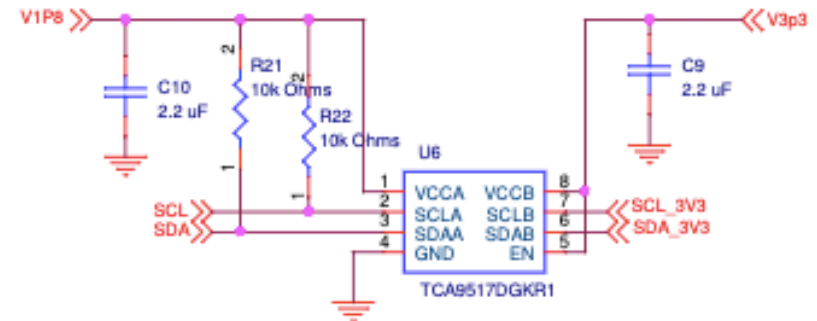 V1P8
V3p3
2
R21
10k Ohms
2
R22
10k Ohms
C10
2.2 uF
C9
2.2 uF
1
1
U6
1 VCCA VCCB 8
SCL 2 SCLA SCLB 7 SCL_3V3
SDA 3 SDAA SDAB 6 SDA_3V3
4 GND EN 5
TCA9517DGKR1